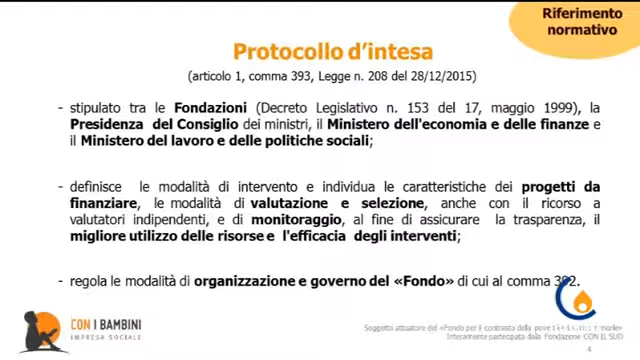 Riferimento
normativo
Protocollo d'intesa
(articolo 1, comma 393, Legge n. 208 del 28/12/2015)
- stipulato tra le Fondazioni (Decreto Legislativo n. 153 del 17, maggio 1999), la
Presidenza del Consiglio dei ministri, il Ministero dell'economia e delle finanze e
il Ministero del lavoro e delle politiche sociali;
- definisce le modalità di intervento e individua le caratteristiche dei progetti da
finanziare, le modalità di valutazione e selezione, anche con il ricorso a
valutatori indipendenti, e di monitoraggio, al fine di assicurare la trasparenza, il
migliore utilizzo delle risorse e l'efficacia degli interventi;
- regola le modalità di organizzazione e governo del «Fondo» di cui al comma 392.
CON I BAMBINI
IMPRESA SOCIALE
Soggetto attuatore del «Fondo per il contrasto della
Interamente partecipata dalla Fondazione CON IL SUD
4